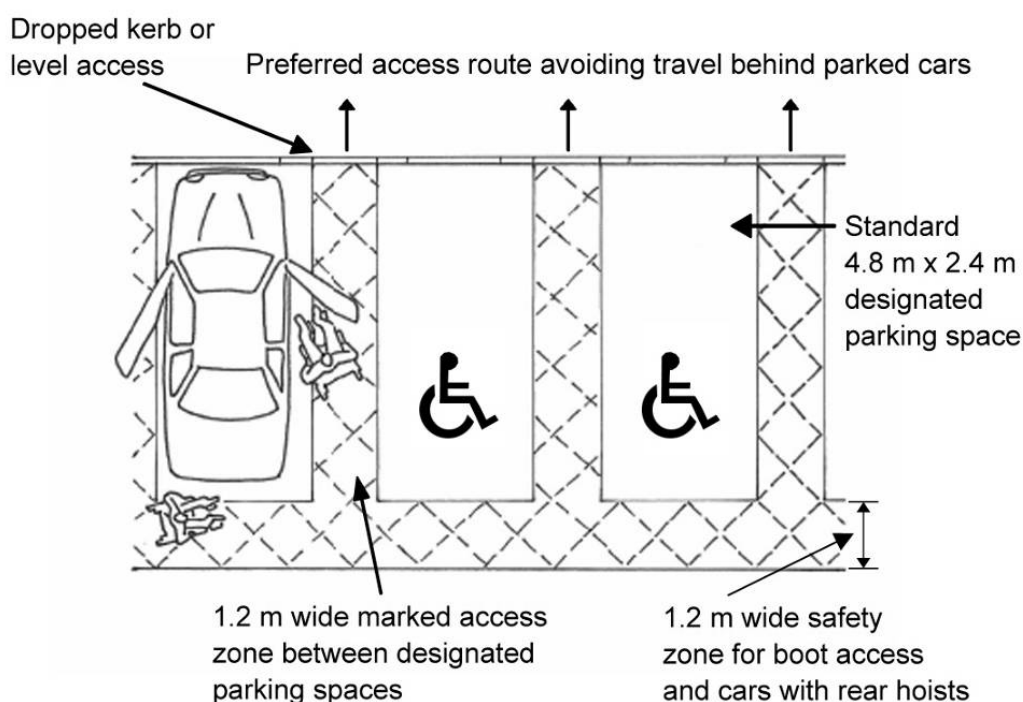 Dropped kerb or
level access
Preferred access route avoiding travel behind parked cars
Standard
4.8 m x 2.4 m
designated
parking space
1.2 m wide marked access
zone between designated
parking spaces
1.2 m wide safety
zone for boot access
and cars with rear hoists